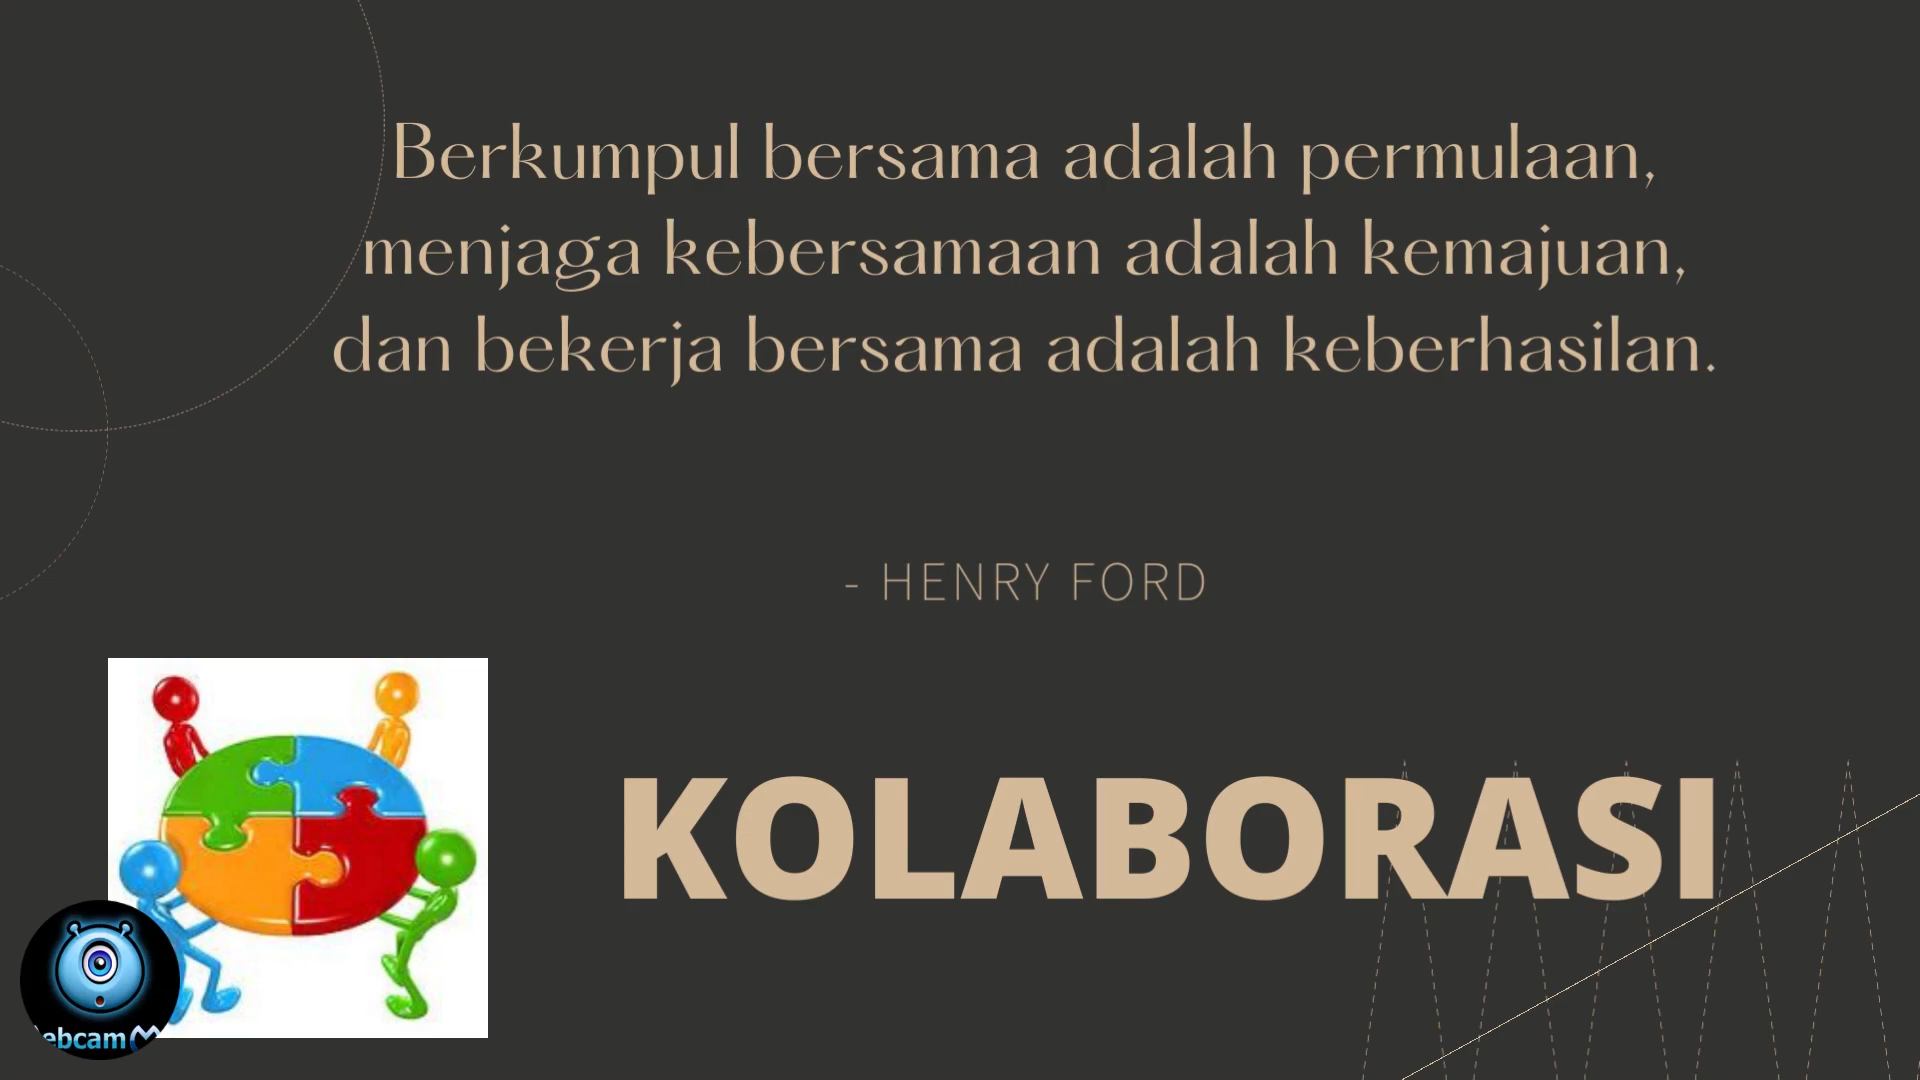 Berkumpul bersama adalah permulaan,
menjaga kebersamaan adalah kemajuan,
dan bekerja bersama adalah keberhasilan.
- HENRY FORD
KOLABORASI